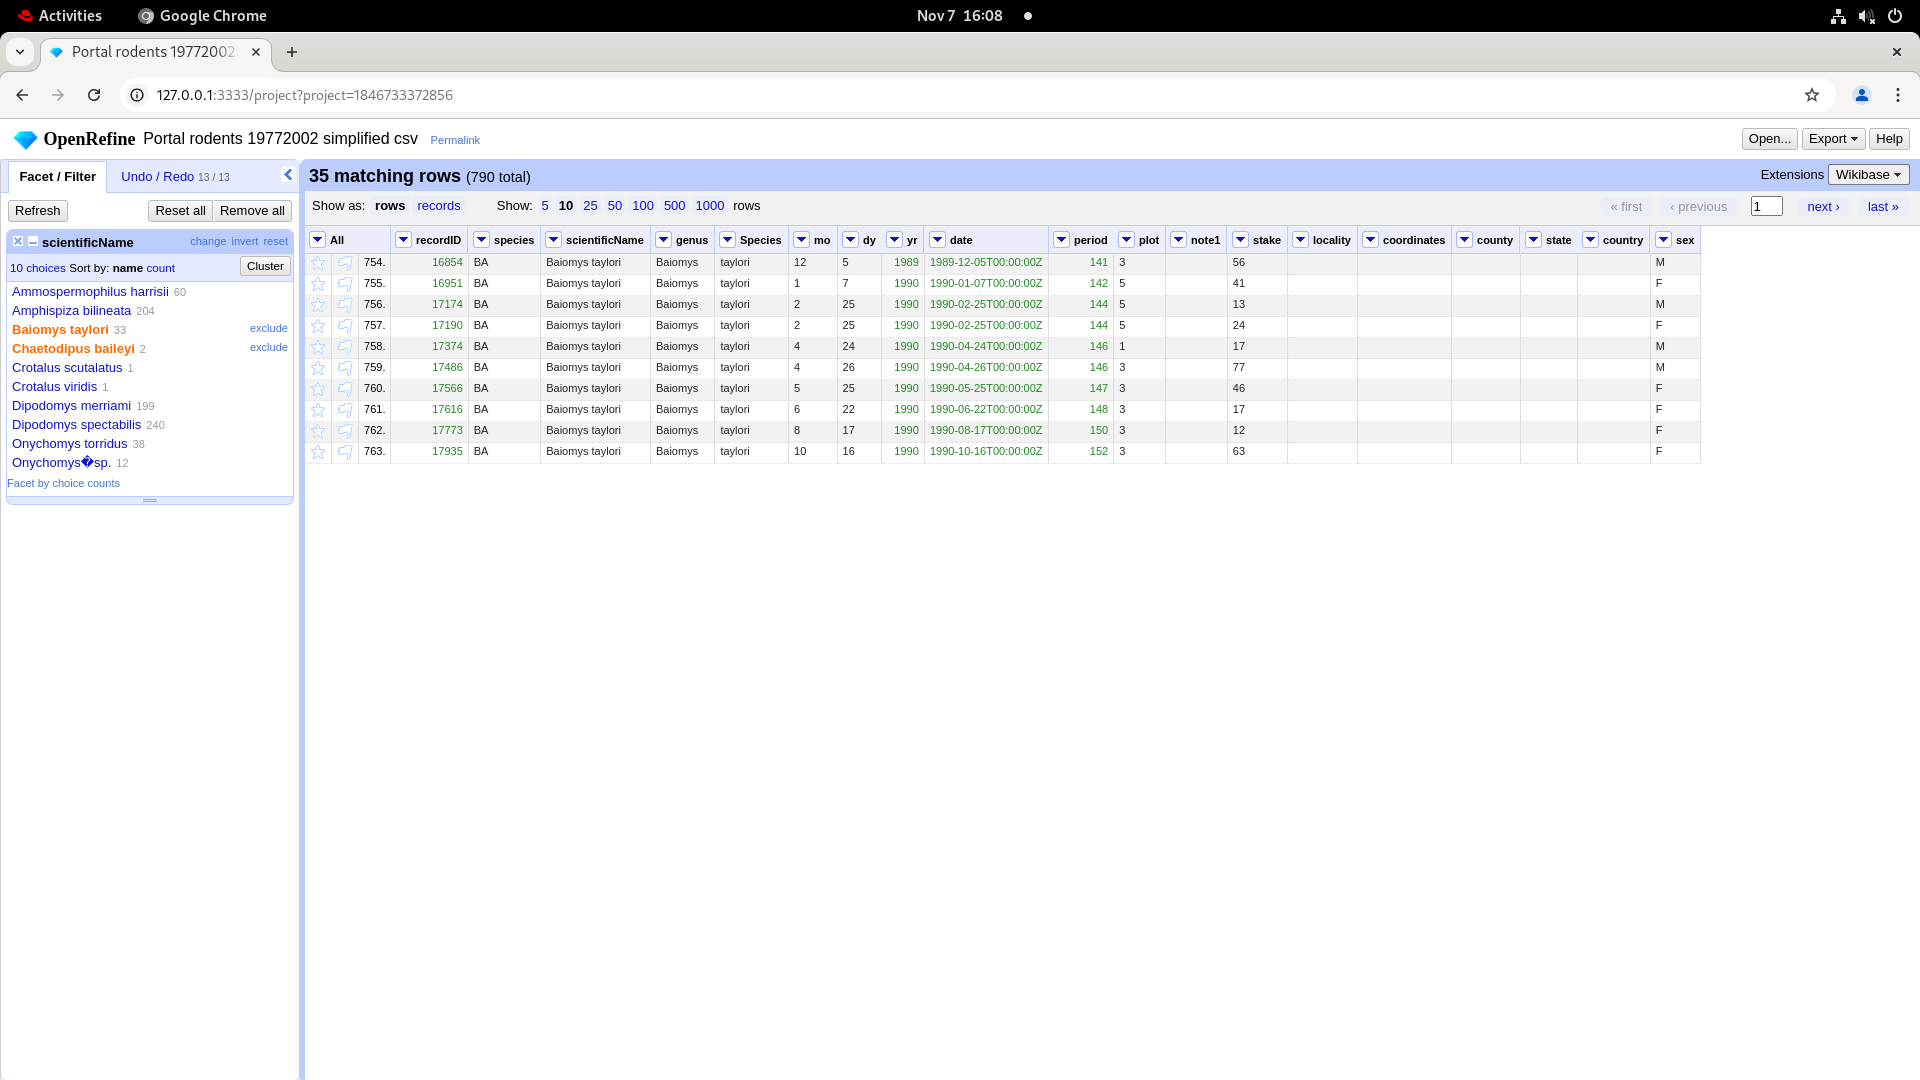 Activities Google Chrome Nov 7 16:08
Portal rodents 19772002
127.0.0.1:3333/project?project=1846733372856
OpenRefine Portal rodents 19772002 simplified csv Permalink Open... Export Help
Facet / Filter Undo / Redo 13 / 13
Refresh Reset all Remove all
scientificName change invert reset
10 choices Sort by: name count Cluster
Ammospermophilus harrisii 60
Amphispiza bilineata 204
Baiomys taylori 33 exclude
Chaetodipus baileyi 2 exclude
Crotalus scutalatus 1
Crotalus viridis 1
Dipodomys merriami 199
Dipodomys spectabilis 240
Onychomys torridus 38
Onychomys�sp. 12
Facet by choice counts
35 matching rows (790 total) Extensions Wikibase
Show as: rows records Show: 5 10 25 50 100 500 1000 rows « first ‹ previous 1 next › last »
All recordID species scientificName genus Species mo dy yr date period plot note1 stake locality coordinates county state country sex
754. 16854 BA Baiomys taylori Baiomys taylori 12 5 1989 1989-12-05T00:00:00Z 141 3 56 M
755. 16951 BA Baiomys taylori Baiomys taylori 1 7 1990 1990-01-07T00:00:00Z 142 5 41 F
756. 17174 BA Baiomys taylori Baiomys taylori 2 25 1990 1990-02-25T00:00:00Z 144 5 13 M
757. 17190 BA Baiomys taylori Baiomys taylori 2 25 1990 1990-02-25T00:00:00Z 144 5 24 F
758. 17374 BA Baiomys taylori Baiomys taylori 4 24 1990 1990-04-24T00:00:00Z 146 1 17 M
759. 17486 BA Baiomys taylori Baiomys taylori 4 26 1990 1990-04-26T00:00:00Z 146 3 77 M
760. 17566 BA Baiomys taylori Baiomys taylori 5 25 1990 1990-05-25T00:00:00Z 147 3 46 F
761. 17616 BA Baiomys taylori Baiomys taylori 6 22 1990 1990-06-22T00:00:00Z 148 3 17 F
762. 17773 BA Baiomys taylori Baiomys taylori 8 17 1990 1990-08-17T00:00:00Z 150 3 12 F
763. 17935 BA Baiomys taylori Baiomys taylori 10 16 1990 1990-10-16T00:00:00Z 152 3 63 F